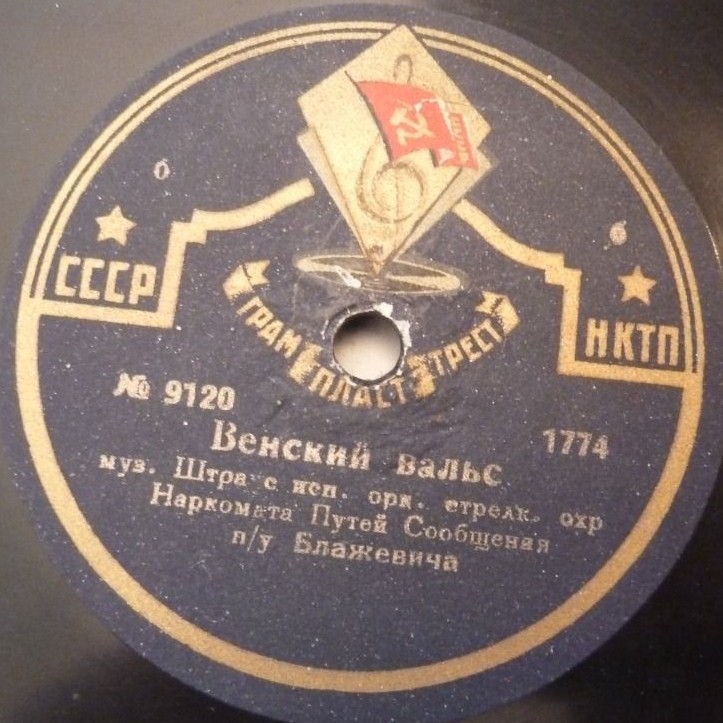 СССР
НКТП
ГРАМ ПЛАСТ ТРЕСТ
№ 9120
1774
Венский вальс
муз. Штраус исп. орк. стрелк. охр
Наркомата Путей Сообщения
п/у Блажевича